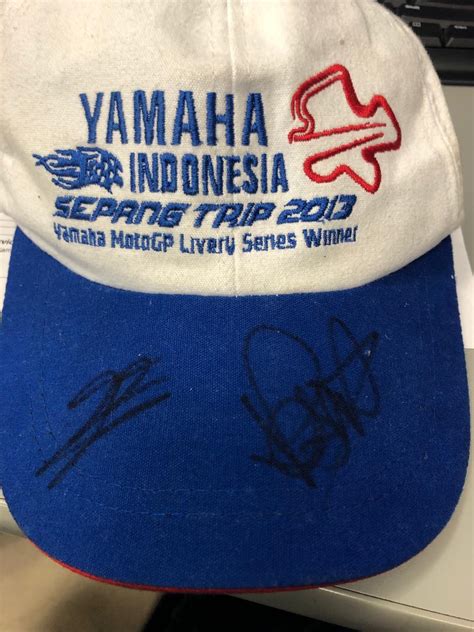 YAMAHA
INDONESIA
SEPANG TRIP 2013
Yamaha MotoGP Livery Series Winner